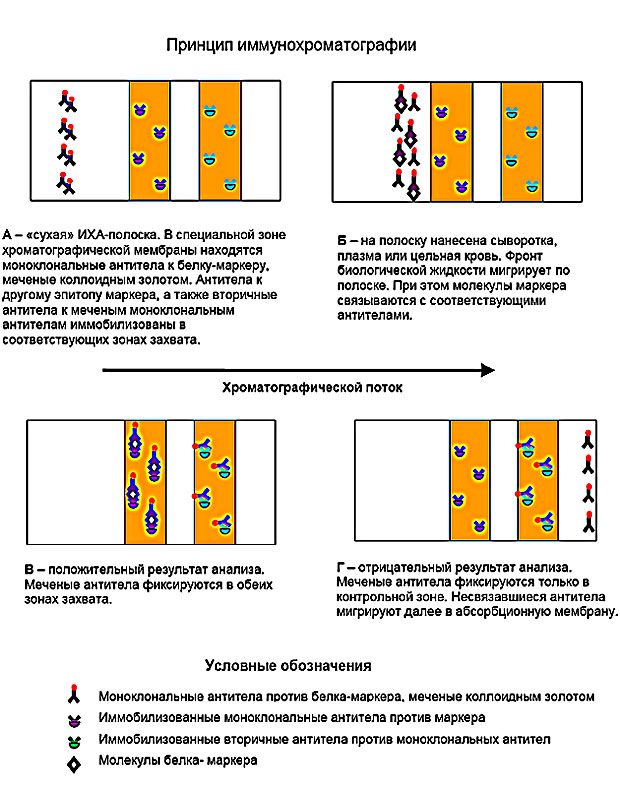 Принцип иммунохроматографии
А – «сухая» ИХА-полоска. В специальной зоне
хроматографической мембраны находятся
моноклональные антитела к белку-маркеру,
меченые коллоидным золотом. Антитела к
другому эпитопу маркера, а также вторичные
антитела к меченым моноклональным
антителам иммобилизованы в
соответствующих зонах захвата.
Б – на полоску нанесена сыворотка,
плазма или цельная кровь. Фронт
биологической жидкости мигрирует по
полоске. При этом молекулы маркера
связываются с соответствующими
антителами.
Хроматографической поток
В – положительный результат анализа.
Меченые антитела фиксируются в обеих
зонах захвата.
Г – отрицательный результат анализа.
Меченые антитела фиксируются только в
контрольной зоне. Несвязавшиеся антитела
мигрируют далее в абсорбционную мембрану.
Условные обозначения
Моноклональные антитела против белка-маркера, меченые коллоидным золотом
Иммобилизованные моноклональные антитела против маркера
Иммобилизованные вторичные антитела против моноклональных антител
Молекулы белка- маркера